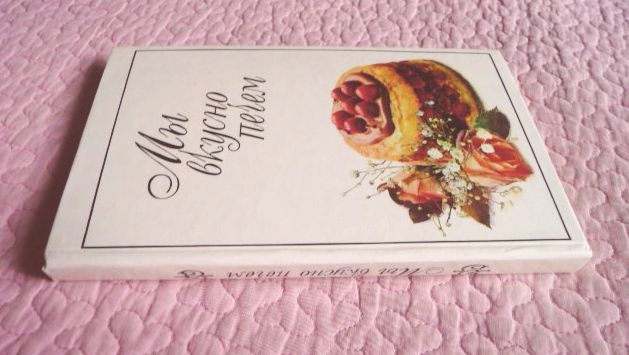 Мы
вкусно
печем
Мы вкусно печем